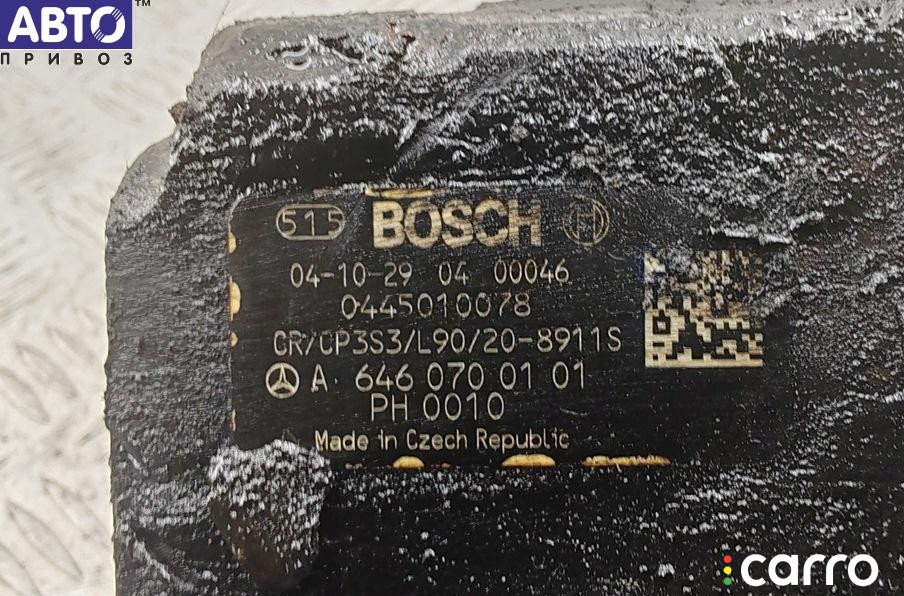 АВТО™
ПРИВОЗ
515 BOSCH H
04-10-29 04 00046
0445010078
CR/CP3S3/L90/20-8911S
A 646 070 01 01
PH 0010
Made in Czech Republic
carro